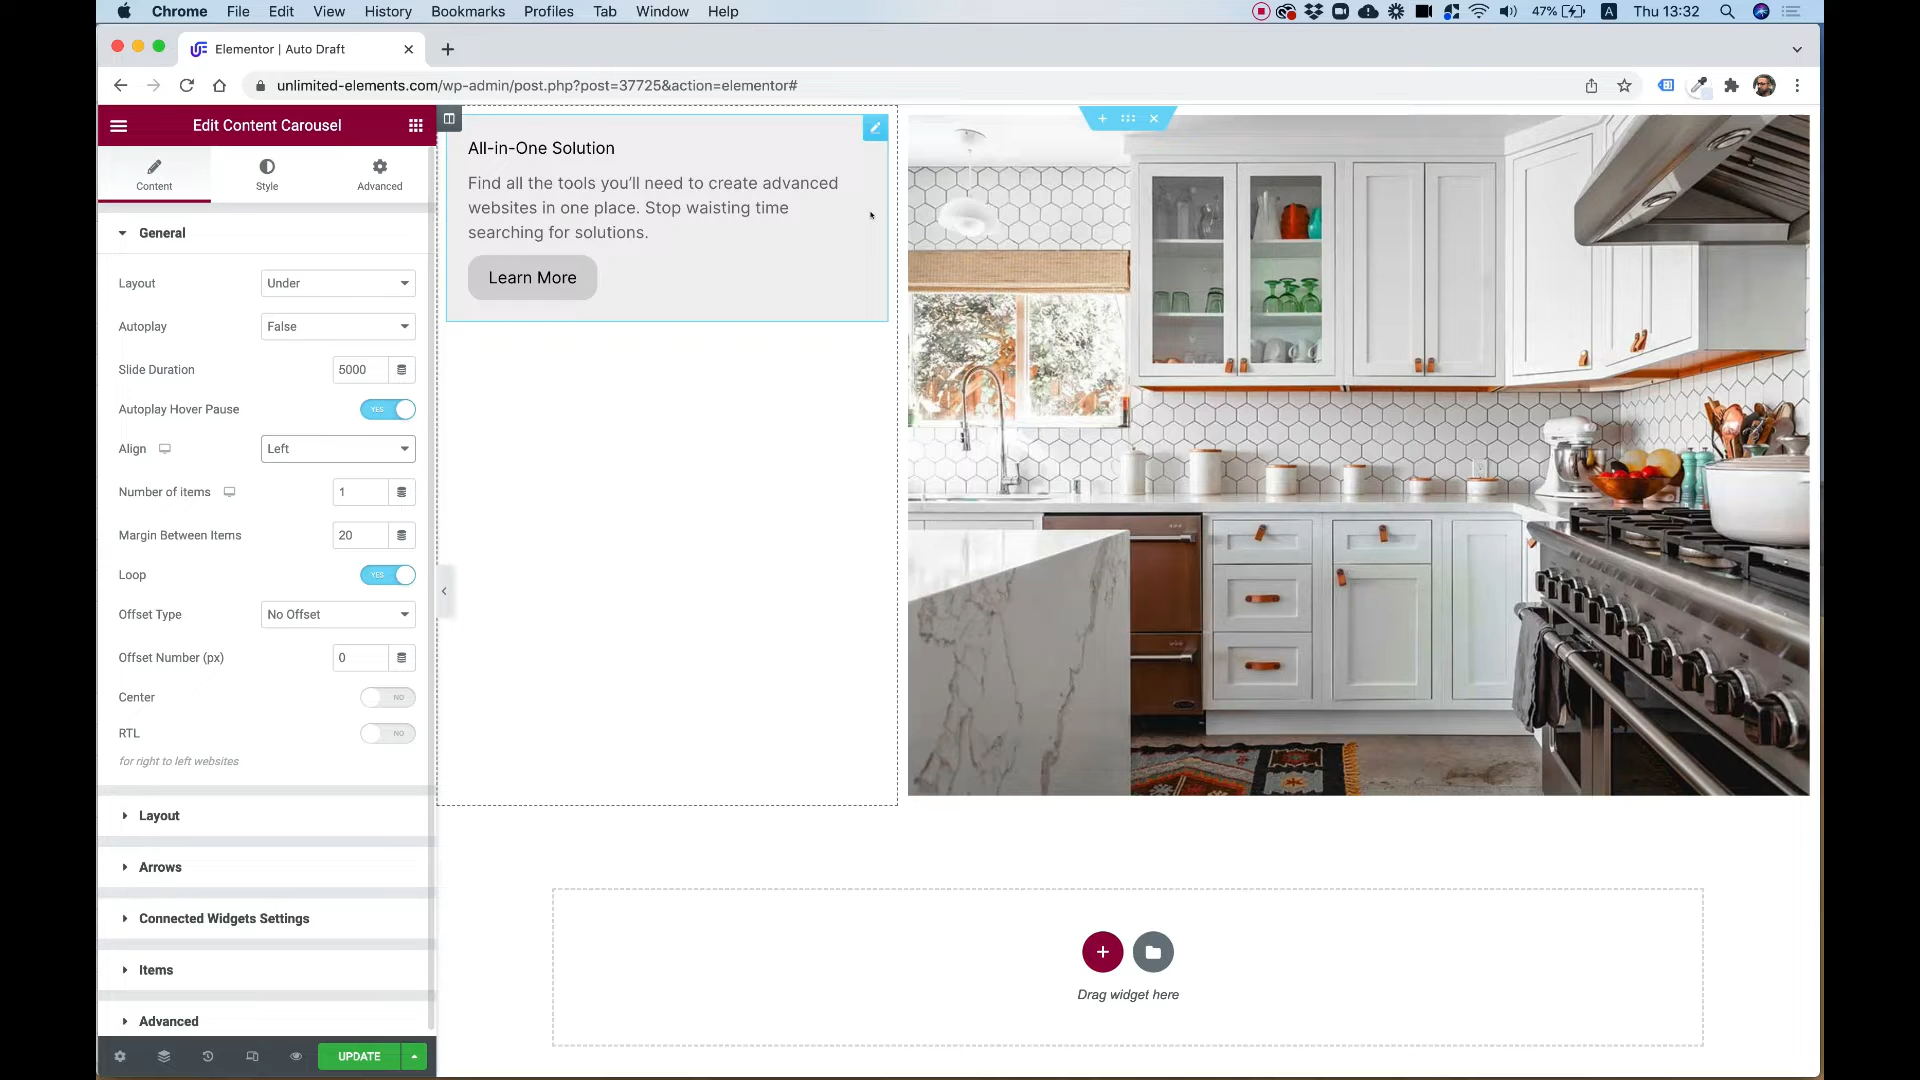 Chrome File Edit View History Bookmarks Profiles Tab Window Help 47% A Thu 13:32
Elementor | Auto Draft
unlimited-elements.com/wp-admin/post.php?post=37725&action=elementor#
Edit Content Carousel
Content Style Advanced
General
Layout Under
Autoplay False
Slide Duration 5000
Autoplay Hover Pause YES
Align Left
Number of items 1
Margin Between Items 20
Loop YES
Offset Type No Offset
Offset Number (px) 0
Center NO
RTL NO
for right to left websites
Layout
Arrows
Connected Widgets Settings
Items
Advanced
UPDATE
All-in-One Solution
Find all the tools you'll need to create advanced
websites in one place. Stop waisting time
searching for solutions.
Learn More
Drag widget here